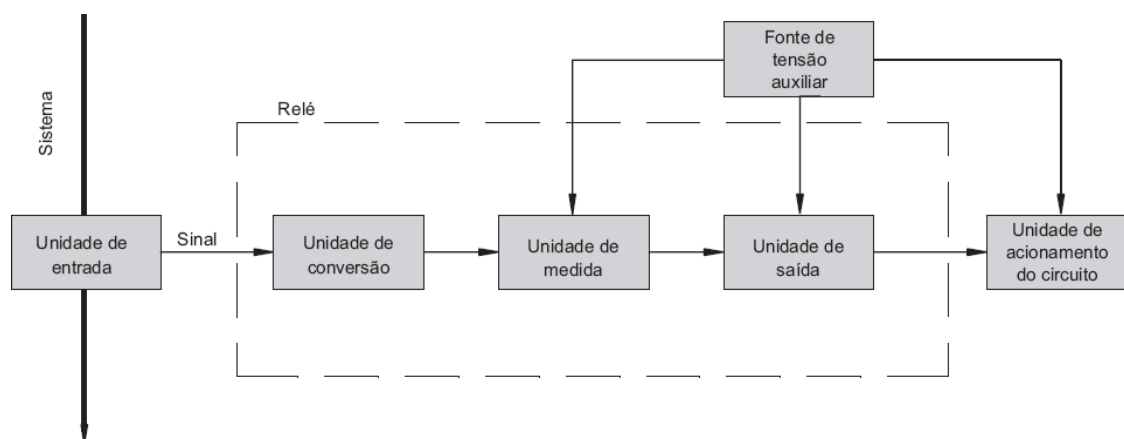 Fonte de
tensão
auxiliar
Relé
Sistema
Unidade de
entrada
Sinal
Unidade de
conversão
Unidade de
medida
Unidade de
saída
Unidade de
acionamento
do circuito